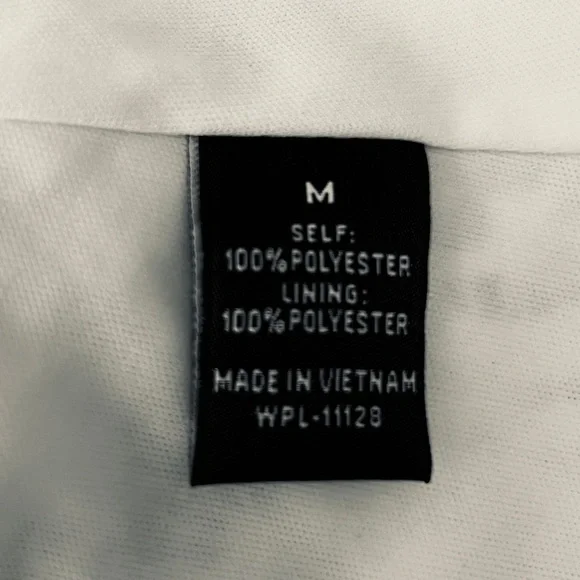 M
SELF:
100% POLYESTER
LINING:
100% POLYESTER
MADE IN VIETNAM
WPL-11128